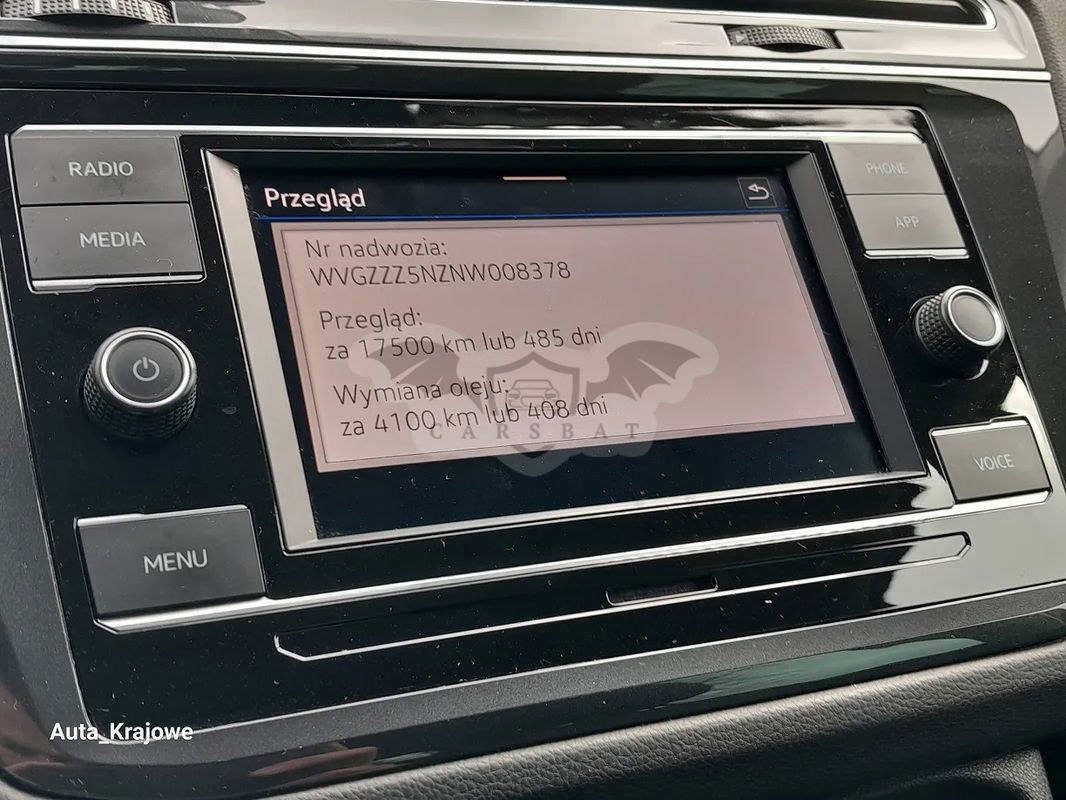 RADIO
MEDIA
MENU
Przegląd
Nr nadwozia:
WVGZZZ5NZNW008378
Przegląd:
za 17500 km lub 485 dni
Wymiana oleju:
za 4100 km lub 408 dni
CARSBAT
PHONE
APP
VOICE
Auta_Krajowe